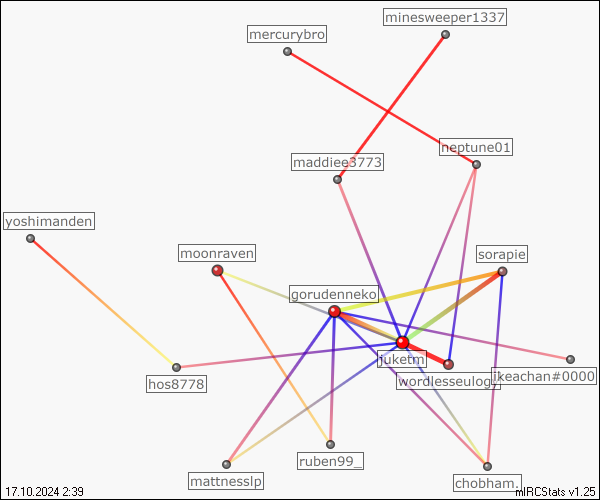 minesweeper1337
mercurybro
neptune01
maddiee3773
yoshimanden
moonraven
sorapie
gorudenneko
juketm
wordlesseulog
ikeachan#0000
hos8778
ruben99_
mattnesslp
chobham.
17.10.2024 2:39
mIRCStats v1.25